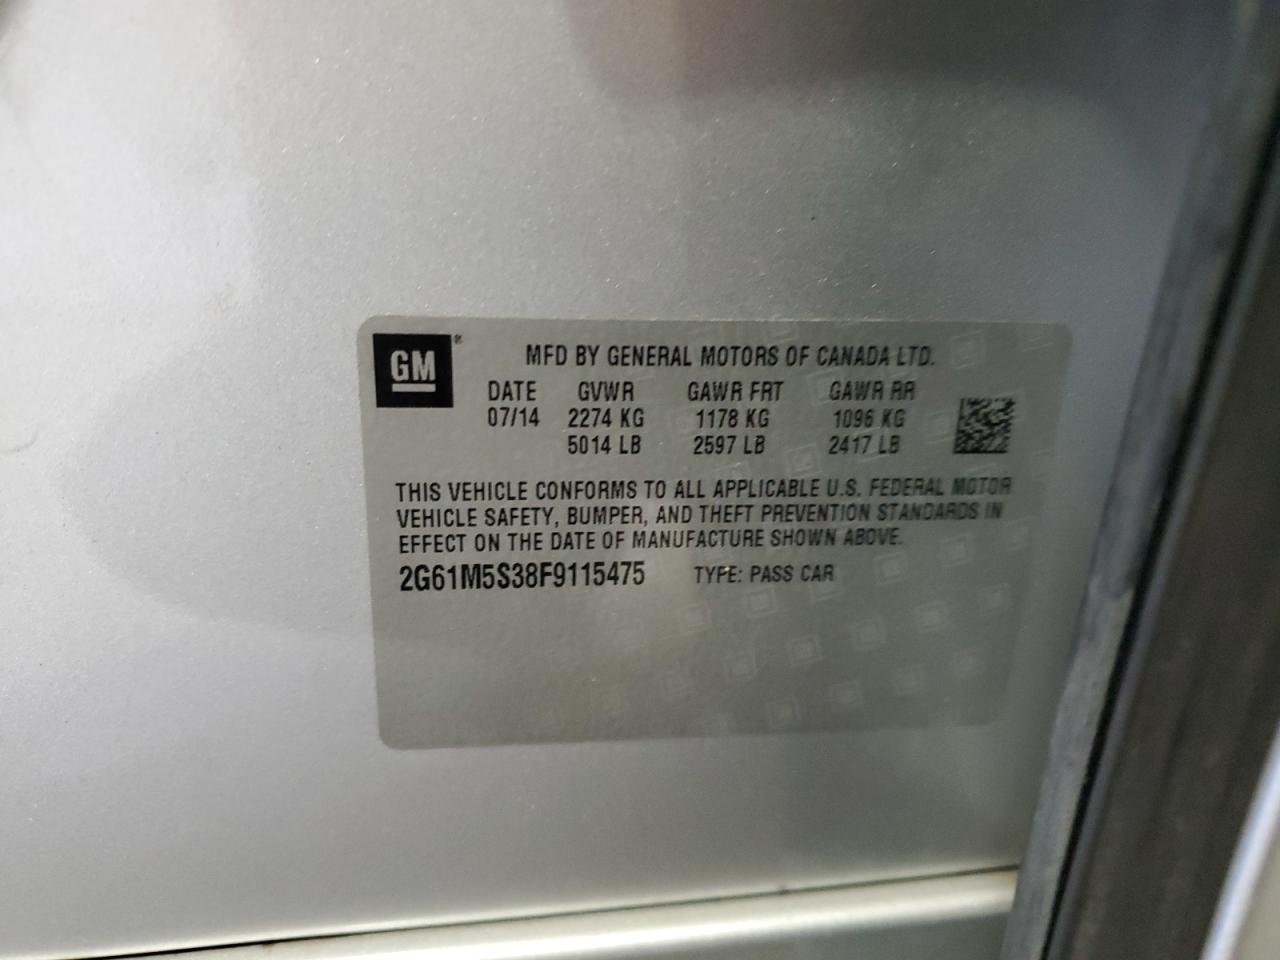 GM®
MFD BY GENERAL MOTORS OF CANADA LTD.
DATE GVWR GAWR FRT GAWR RR
07/14 2274 KG 1178 KG 1096 KG
5014 LB 2597 LB 2417 LB
THIS VEHICLE CONFORMS TO ALL APPLICABLE U.S. FEDERAL MOTOR
VEHICLE SAFETY, BUMPER, AND THEFT PREVENTION STANDARDS IN
EFFECT ON THE DATE OF MANUFACTURE SHOWN ABOVE.
2G61M5S38F9115475 TYPE: PASS CAR